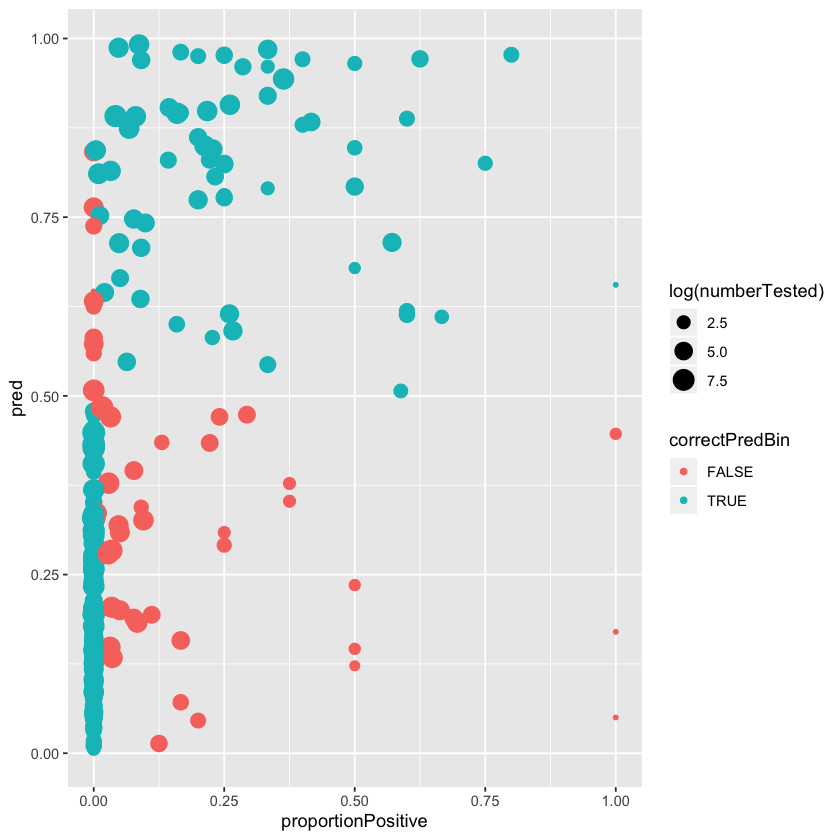 1.00
0.75
0.50
0.25
0.00
pred
0.00 0.25 0.50 0.75 1.00
proportionPositive
log(numberTested)
2.5
5.0
7.5
correctPredBin
FALSE
TRUE